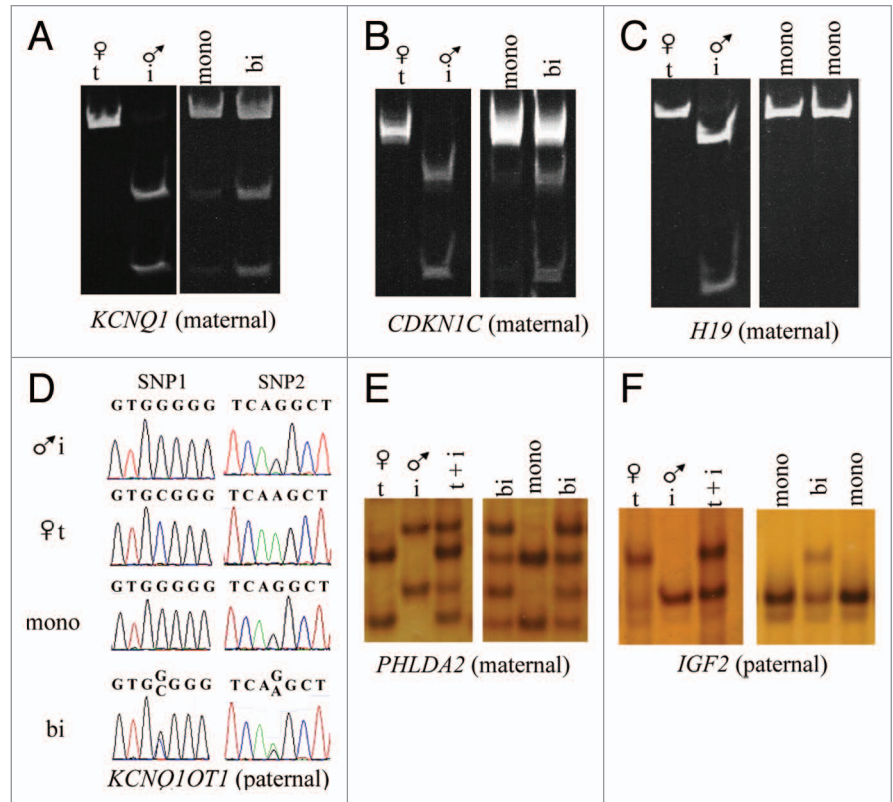 A
♀ ♂ mono bi
t i
KCNQ1 (maternal)
B
♀ ♂ mono bi
t i
CDKN1C (maternal)
C
♀ ♂ mono mono
t i
H19 (maternal)
D
SNP1 SNP2
GTGGGGG TCAGGCT
♂i
GTGCGGG TCAAGCT
♀t
GTGGGGG TCAGGCT
mono
G G
GTG GGG TCA GCT
C A
bi
KCNQ1OT1 (paternal)
E
♀ ♂ t + i bi mono bi
t i
PHLDA2 (maternal)
F
♀ ♂ t + i mono bi mono
t i
IGF2 (paternal)